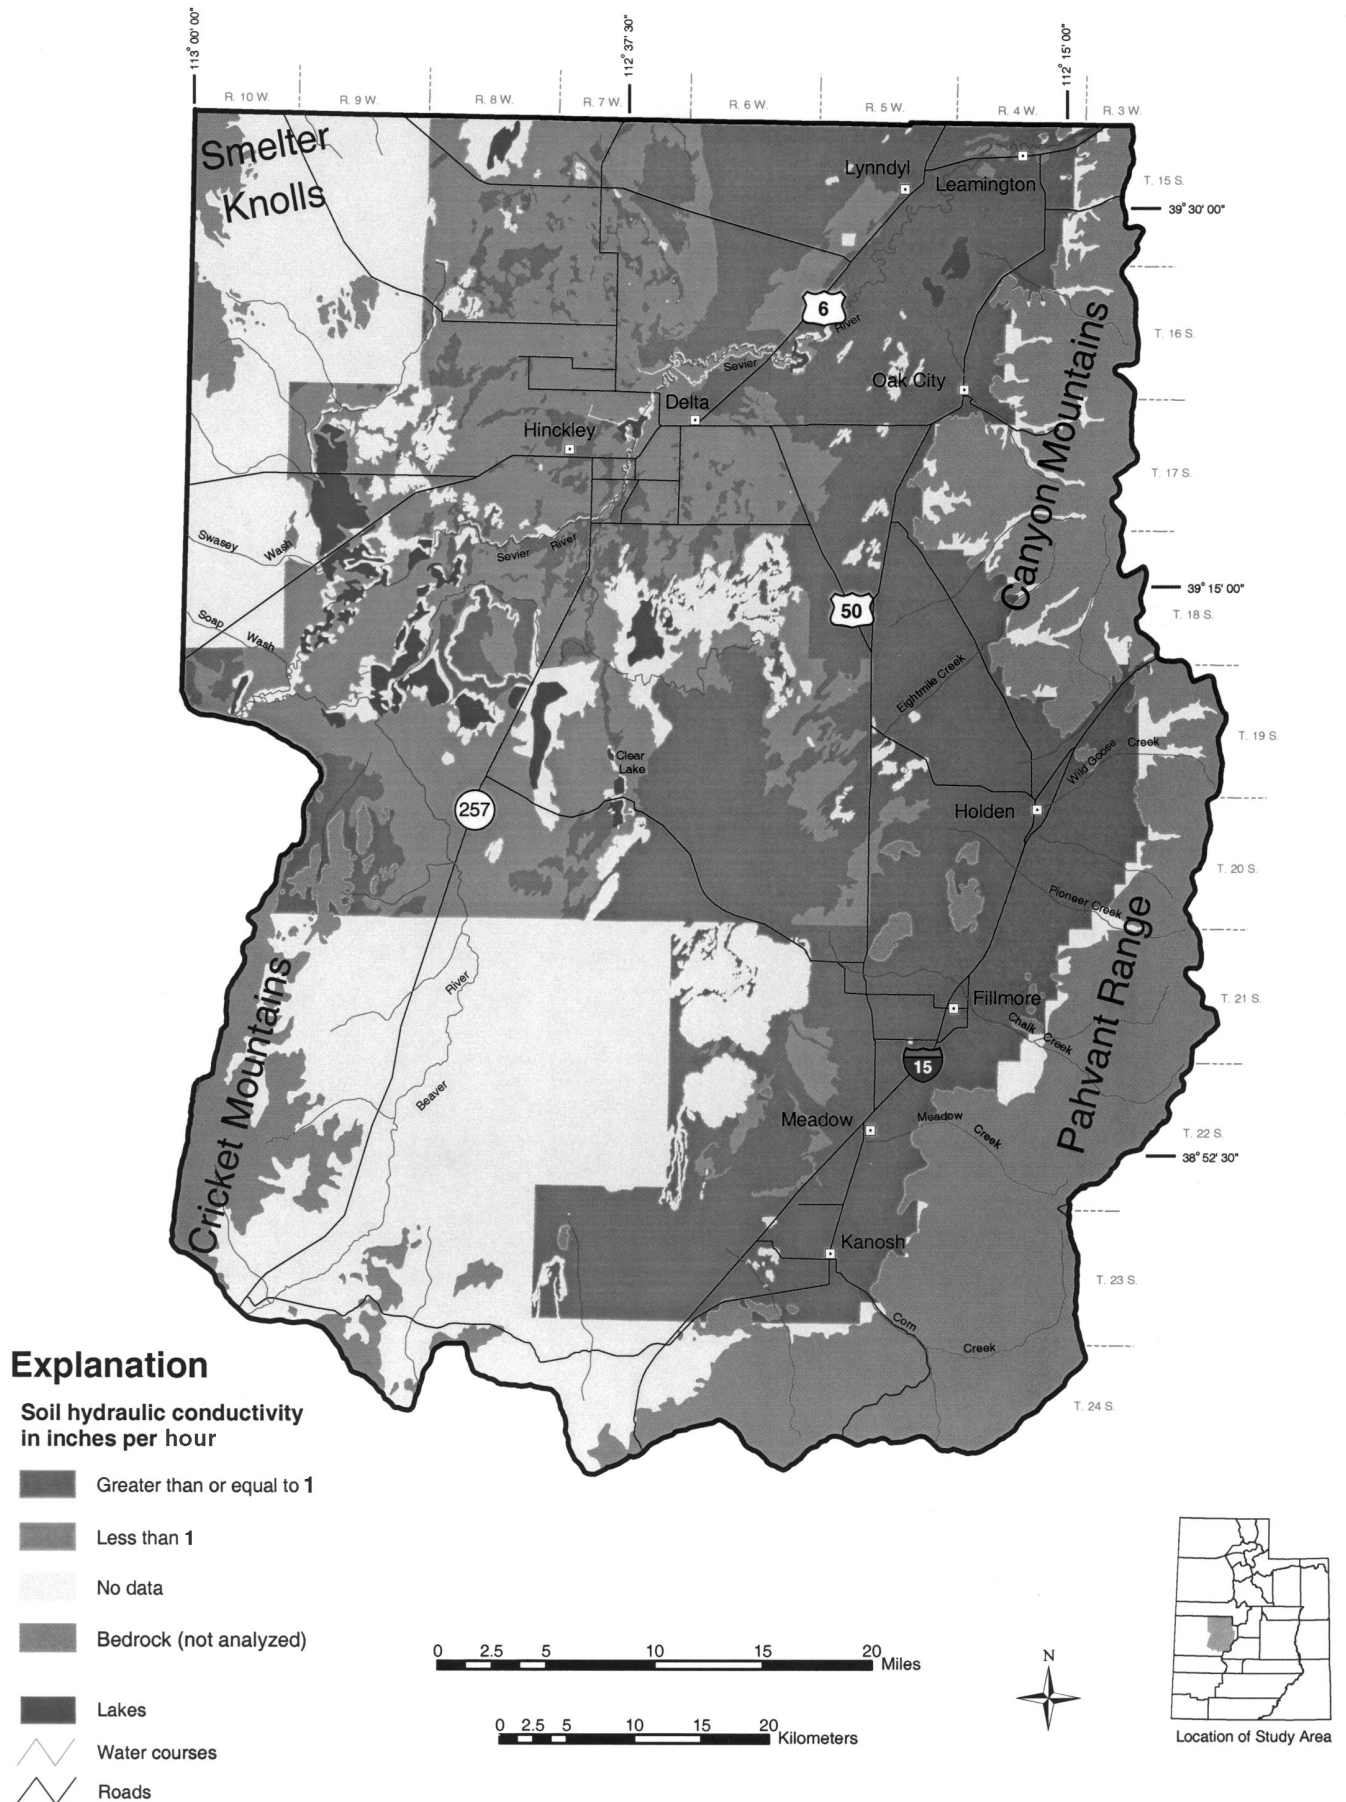 113° 00' 00"
112° 37' 30"
112° 15' 00"
R. 10 W.
R. 9 W.
R. 8 W.
R. 7 W.
R. 6 W.
R. 5 W.
R. 4 W.
R. 3 W.
Smelter
Knolls
Lynndyl
Leamington
T. 15 S.
39° 30' 00"
6
River
Sevier
T. 16 S.
Oak City
Canyon Mountains
Delta
Hinckley
T. 17 S.
Swasey
Wash
Sevier
River
39° 15' 00"
50
T. 18 S.
Soap
Wash
Eightmile Creek
Clear
Lake
Wild Goose
Creek
T. 19 S.
257
Holden
T. 20 S.
Pioneer Creek
Pahvant Range
River
Fillmore
T. 21 S.
Chalk
Creek
15
Cricket Mountains
Beaver
Meadow
Meadow
Creek
T. 22 S.
38° 52' 30"
Kanosh
T. 23 S.
Corn
Creek
T. 24 S.
Explanation
Soil hydraulic conductivity
in inches per hour
Greater than or equal to 1
Less than 1
No data
Bedrock (not analyzed)
Lakes
Water courses
Roads
0 2.5 5 10 15 20
Miles
0 2.5 5 10 15 20
Kilometers
N
Location of Study Area